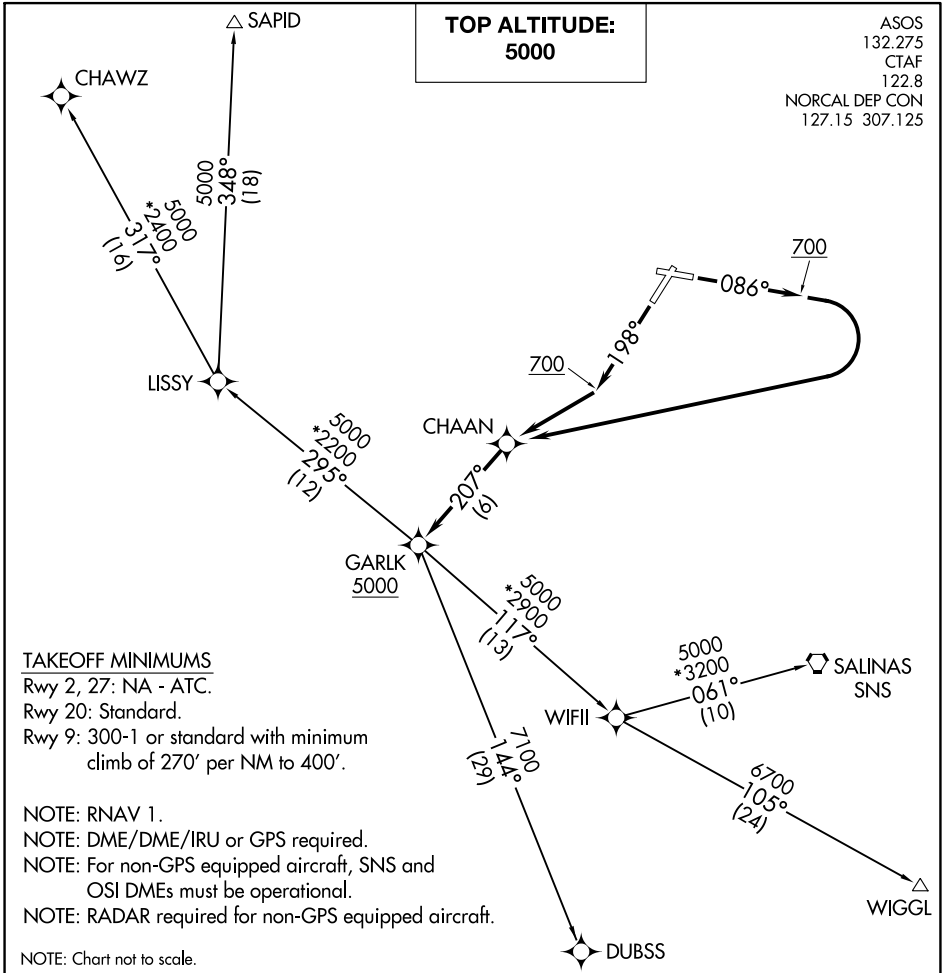 TOP ALTITUDE:
5000
ASOS
132.275
CTAF
122.8
NORCAL DEP CON
127.15 307.125
SAPID
CHAWZ
5000
348°
(18)
5000
*2400
317°
(16)
700
086°
198°
700
LISSY
CHAAN
5000
*2200
295°
(12)
207°
(6)
GARLK
5000
5000
*2900
117°
(13)
5000
*3200
061°
(10)
SALINAS
SNS
WIFII
7100
144°
(29)
6700
105°
(24)
WIGGL
DUBSS
TAKEOFF MINIMUMS
Rwy 2, 27: NA - ATC.
Rwy 20: Standard.
Rwy 9: 300-1 or standard with minimum
climb of 270' per NM to 400'.
NOTE: RNAV 1.
NOTE: DME/DME/IRU or GPS required.
NOTE: For non-GPS equipped aircraft, SNS and
OSI DMEs must be operational.
NOTE: RADAR required for non-GPS equipped aircraft.
NOTE: Chart not to scale.